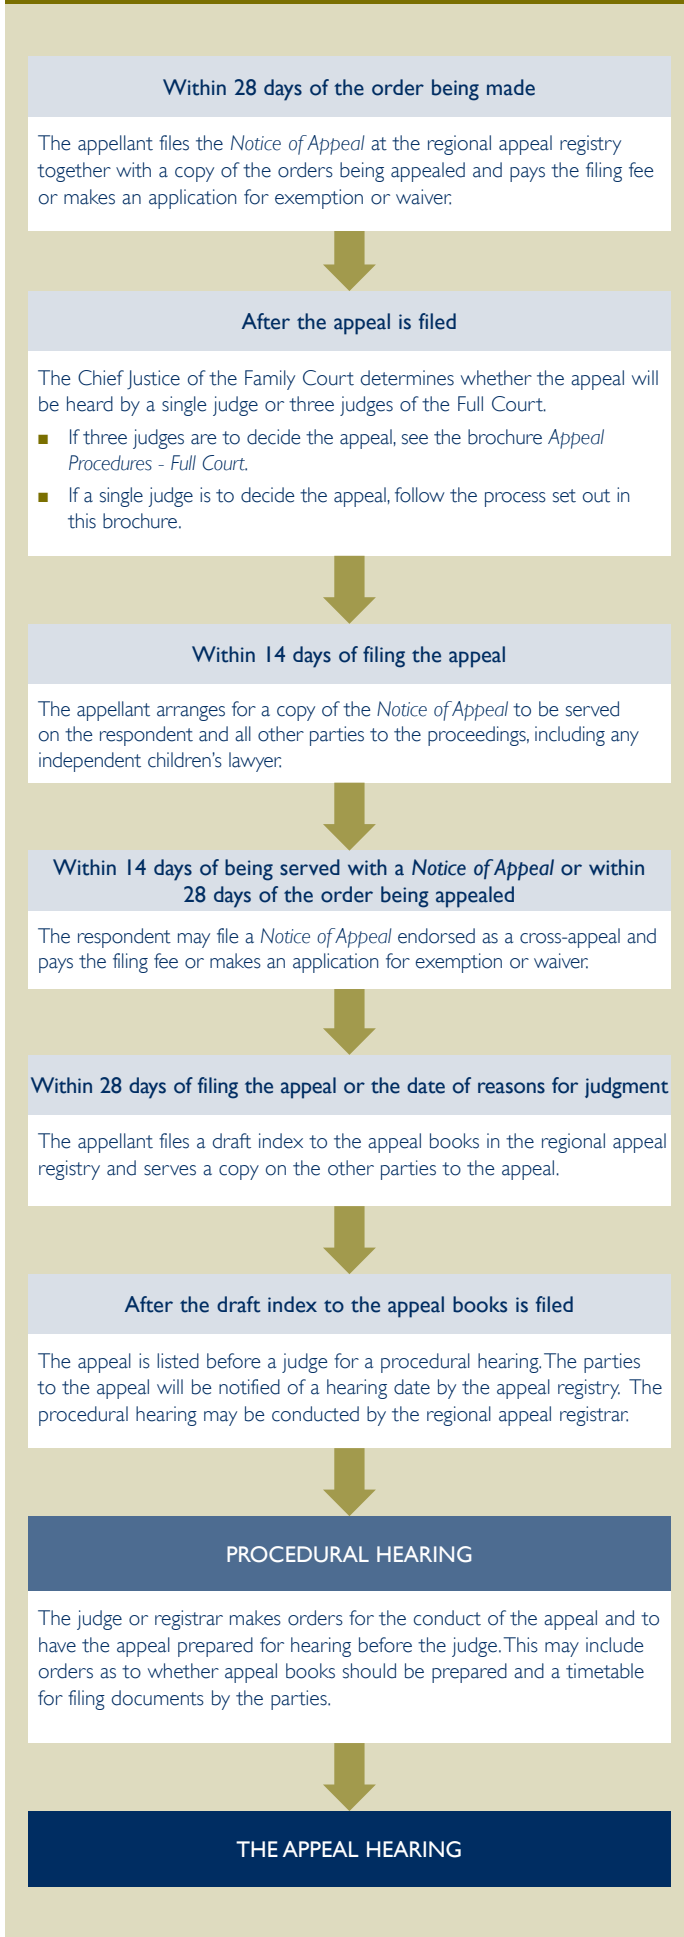 Within 28 days of the order being made
The appellant files the Notice of Appeal at the regional appeal registry
together with a copy of the orders being appealed and pays the filing fee
or makes an application for exemption or waiver.
After the appeal is filed
The Chief Justice of the Family Court determines whether the appeal will
be heard by a single judge or three judges of the Full Court.
■ If three judges are to decide the appeal, see the brochure Appeal
Procedures - Full Court.
■ If a single judge is to decide the appeal, follow the process set out in
this brochure.
Within 14 days of filing the appeal
The appellant arranges for a copy of the Notice of Appeal to be served
on the respondent and all other parties to the proceedings, including any
independent children's lawyer.
Within 14 days of being served with a Notice of Appeal or within
28 days of the order being appealed
The respondent may file a Notice of Appeal endorsed as a cross-appeal and
pays the filing fee or makes an application for exemption or waiver.
Within 28 days of filing the appeal or the date of reasons for judgment
The appellant files a draft index to the appeal books in the regional appeal
registry and serves a copy on the other parties to the appeal.
After the draft index to the appeal books is filed
The appeal is listed before a judge for a procedural hearing. The parties
to the appeal will be notified of a hearing date by the appeal registry. The
procedural hearing may be conducted by the regional appeal registrar.
PROCEDURAL HEARING
The judge or registrar makes orders for the conduct of the appeal and to
have the appeal prepared for hearing before the judge. This may include
orders as to whether appeal books should be prepared and a timetable
for filing documents by the parties.
THE APPEAL HEARING